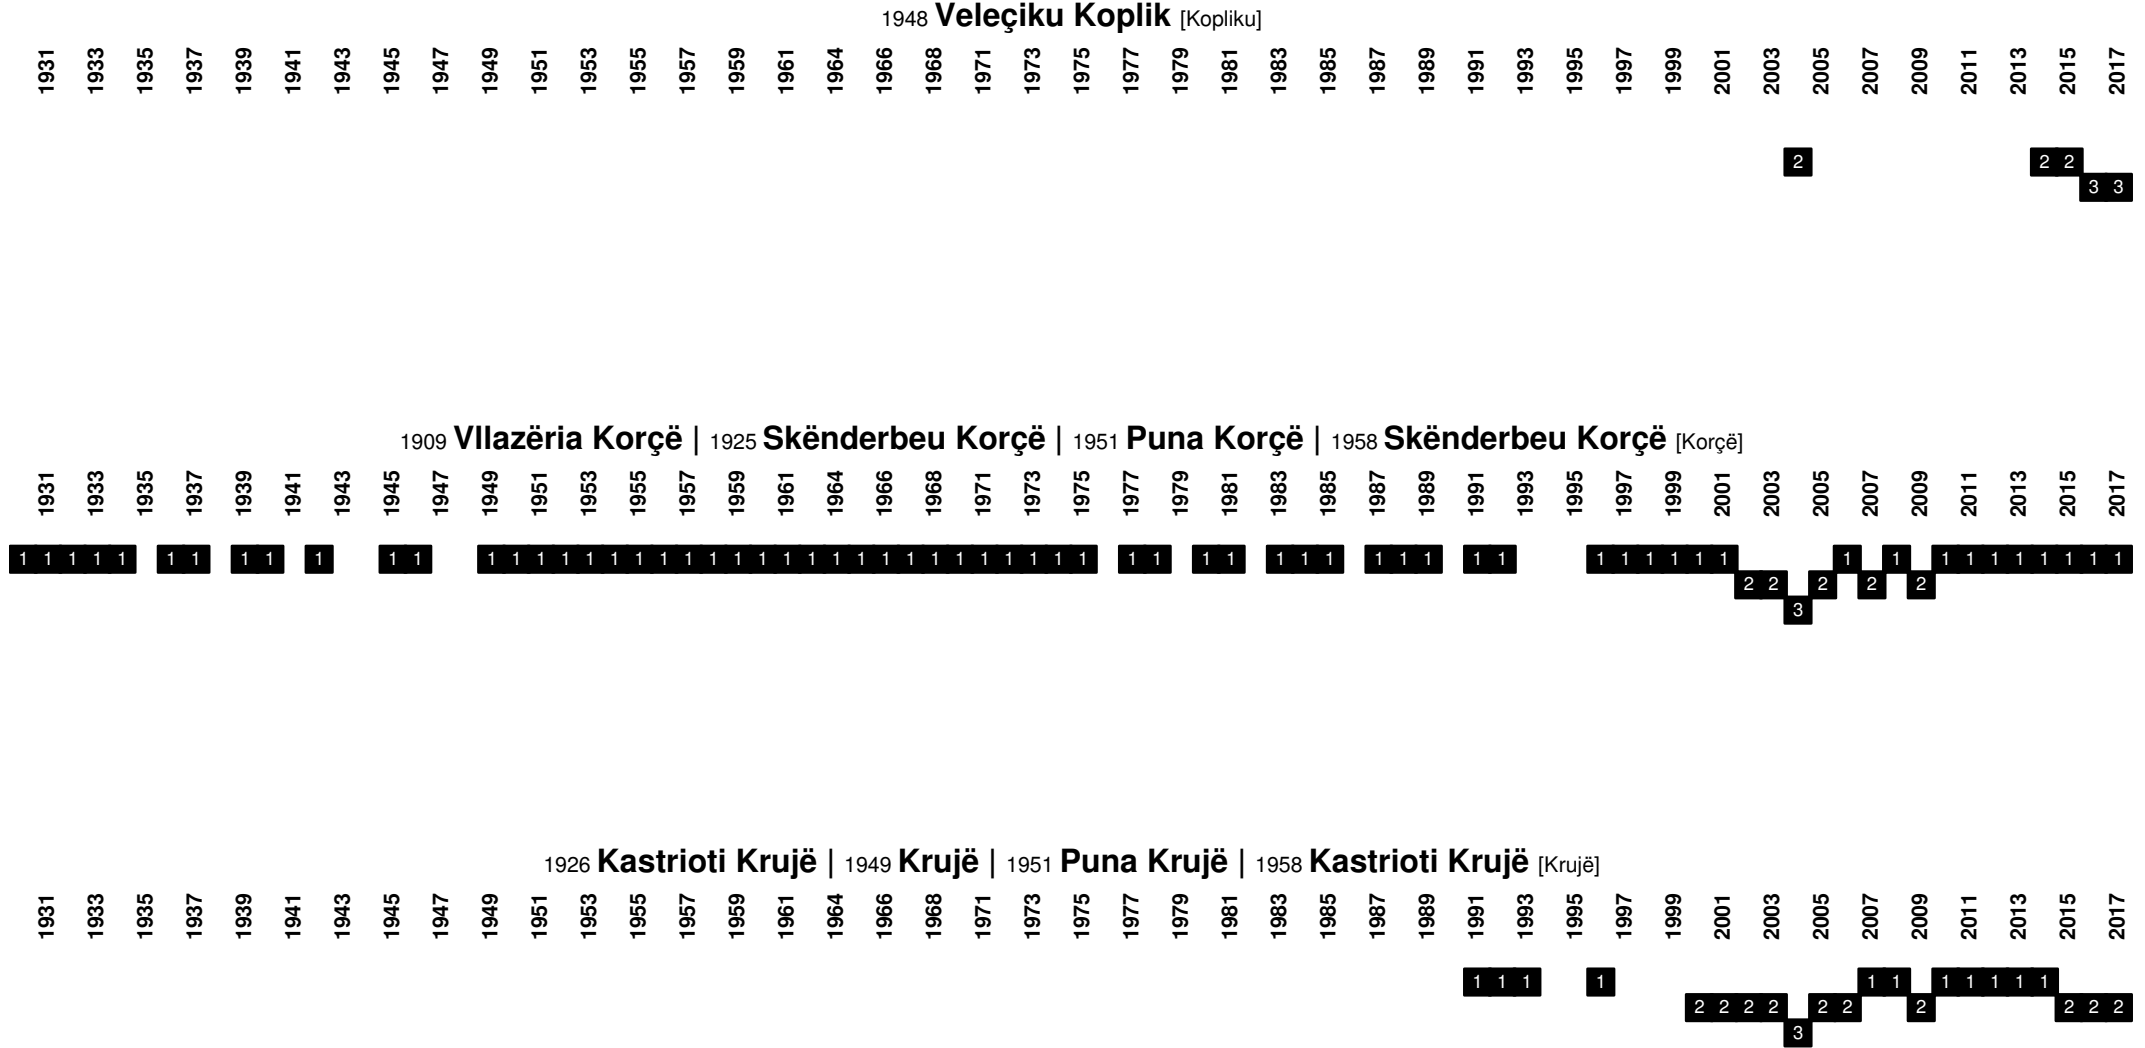 1948 Veleçiku Koplik [Kopliku]
1931 1933 1935 1937 1939 1941 1943 1945 1947 1949 1951 1953 1955 1957 1959 1961 1964 1966 1968 1971 1973 1975 1977 1979 1981 1983 1985 1987 1989 1991 1993 1995 1997 1999 2001 2003 2005 2007 2009 2011 2013 2015 2017
2 2 2
3 3
1909 Vllazëria Korçë | 1925 Skënderbeu Korçë | 1951 Puna Korçë | 1958 Skënderbeu Korçë [Korçë]
1931 1933 1935 1937 1939 1941 1943 1945 1947 1949 1951 1953 1955 1957 1959 1961 1964 1966 1968 1971 1973 1975 1977 1979 1981 1983 1985 1987 1989 1991 1993 1995 1997 1999 2001 2003 2005 2007 2009 2011 2013 2015 2017
1 1 1 1 1 1 1 1 1 1 1 1 1 1 1 1 1 1 1 1 1 1 1 1 1 1 1 1 1 1 1 1 1 1 1 1 1 1 1 1 1 1 1 1 1 1 1 1 1 1 1 1 1 1 1 1 1 1 1 1 1 1 1 1 1
2 2 2 2 2
3
1926 Kastrioti Krujë | 1949 Krujë | 1951 Puna Krujë | 1958 Kastrioti Krujë [Krujë]
1931 1933 1935 1937 1939 1941 1943 1945 1947 1949 1951 1953 1955 1957 1959 1961 1964 1966 1968 1971 1973 1975 1977 1979 1981 1983 1985 1987 1989 1991 1993 1995 1997 1999 2001 2003 2005 2007 2009 2011 2013 2015 2017
1 1 1 1 1 1 1 1 1 1 1
2 2 2 2 2 2 2 2 2 2
3